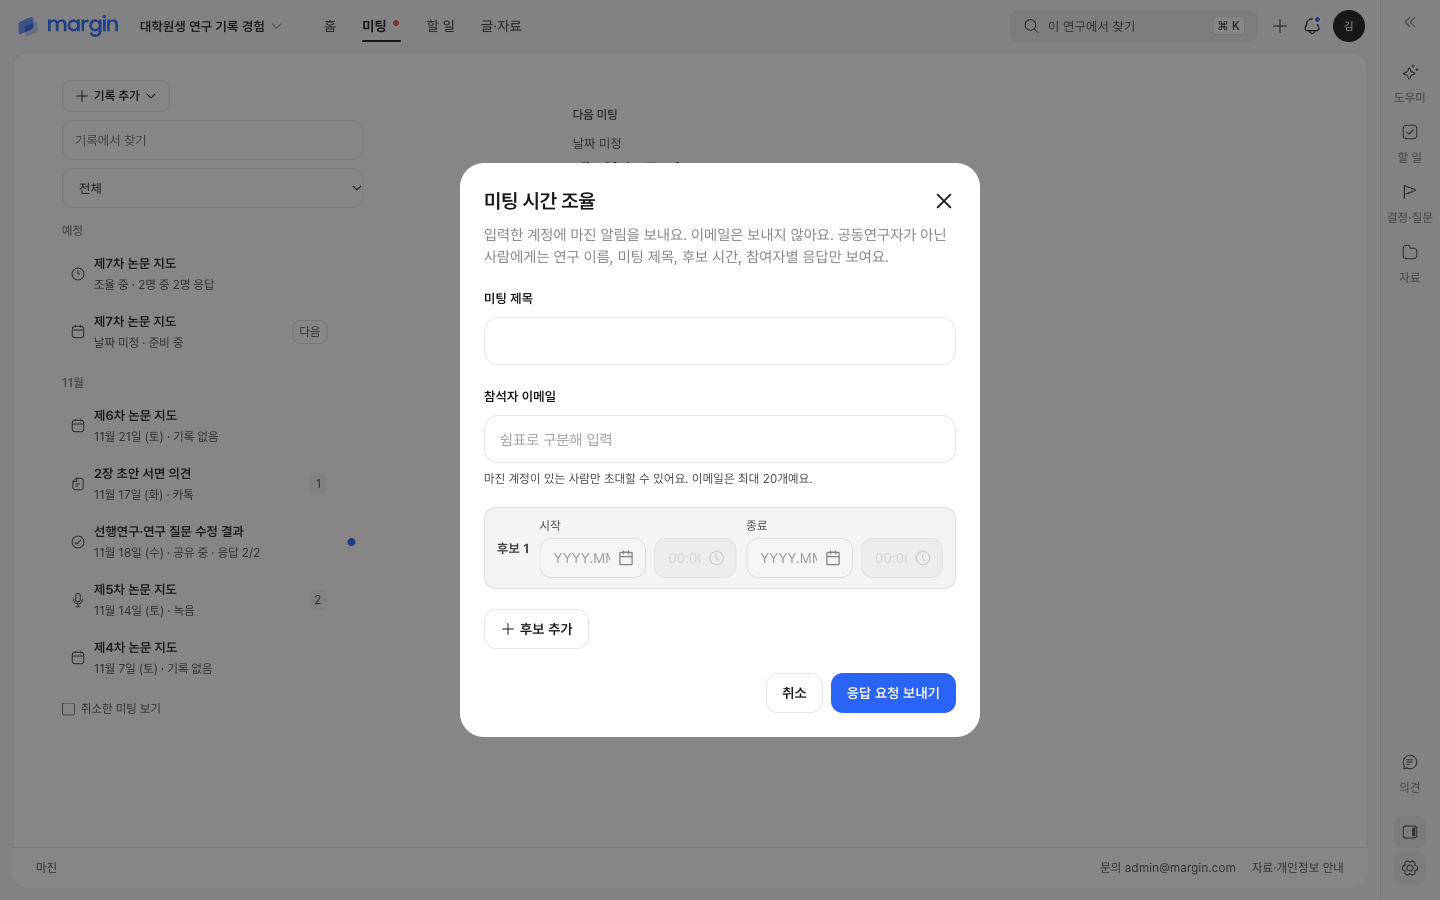 margin
대학원생 연구 기록 경험
홈
미팅
할 일
글·자료
이 연구에서 찾기
⌘ K
김
기록 추가
기록에서 찾기
전체
예정
제7차 논문 지도
조율 중 · 2명 중 2명 응답
제7차 논문 지도
날짜 미정 · 준비 중
다음
11월
제6차 논문 지도
11월 21일 (토) · 기록 없음
2장 초안 서면 의견
11월 17일 (화) · 카톡
1
선행연구·연구 질문 수정 결과
11월 18일 (수) · 공유 중 · 응답 2/2
제5차 논문 지도
11월 14일 (토) · 녹음
2
제4차 논문 지도
11월 7일 (토) · 기록 없음
취소한 미팅 보기
다음 미팅
날짜 미정
미팅 시간 조율
입력한 계정에 마진 알림을 보내요. 이메일은 보내지 않아요. 공동연구자가 아닌
사람에게는 연구 이름, 미팅 제목, 후보 시간, 참여자별 응답만 보여요.
미팅 제목
참석자 이메일
쉼표로 구분해 입력
마진 계정이 있는 사람만 초대할 수 있어요. 이메일은 최대 20개예요.
후보 1
시작
YYYY.MM
00:00
종료
YYYY.MM
00:00
후보 추가
취소
응답 요청 보내기
도우미
할 일
결정·질문
자료
의견
마진
문의 admin@margin.com
자료·개인정보 안내